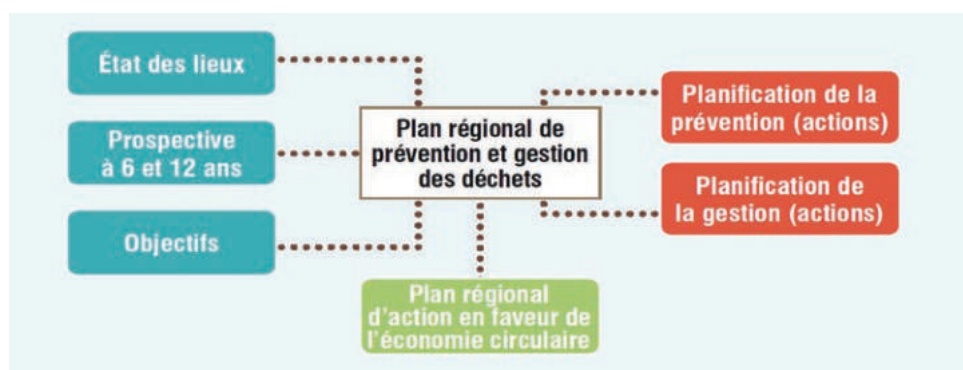 État des lieux
Prospective
à 6 et 12 ans
Objectifs
Plan régional de
prévention et gestion
des déchets
Planification de la
prévention (actions)
Planification de
la gestion (actions)
Plan régional
d'action en faveur de
l'économie circulaire